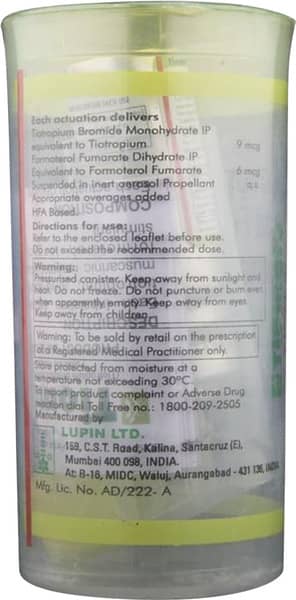 Each actuation delivers
Tiotropium Bromide Monohydrate IP
equivalent to Tiotropium 9 mcg
Formoterol Fumarate Dihydrate IP
Equivalent to Formoterol Fumarate 6 mcg
Suspended in inert aerosol Propellant q.s.
Appropriate overages added
HFA Based.
Directions for use:
Refer to the enclosed leaflet before use.
Do not exceed the recommended dose.
Warning:
Pressurised canister. Keep away from sunlight and
heat. Do not freeze. Do not puncture or burn even
when apparently empty. Keep away from eyes.
Keep away from children.
Warning: To be sold by retail on the prescription
of a Registered Medical Practitioner only.
Store protected from moisture at a
temperature not exceeding 30°C.
To report product complaint or Adverse Drug
reaction dial Toll Free no.: 1800-209-2505
Manufactured by
LUPIN LTD.
159, C.S.T. Road, Kalina, Santacruz (E),
Mumbai 400 098, INDIA.
At: B-15, MIDC, Waluj, Aurangabad - 431 136, INDIA.
Mfg. Lic. No. AD/222- A